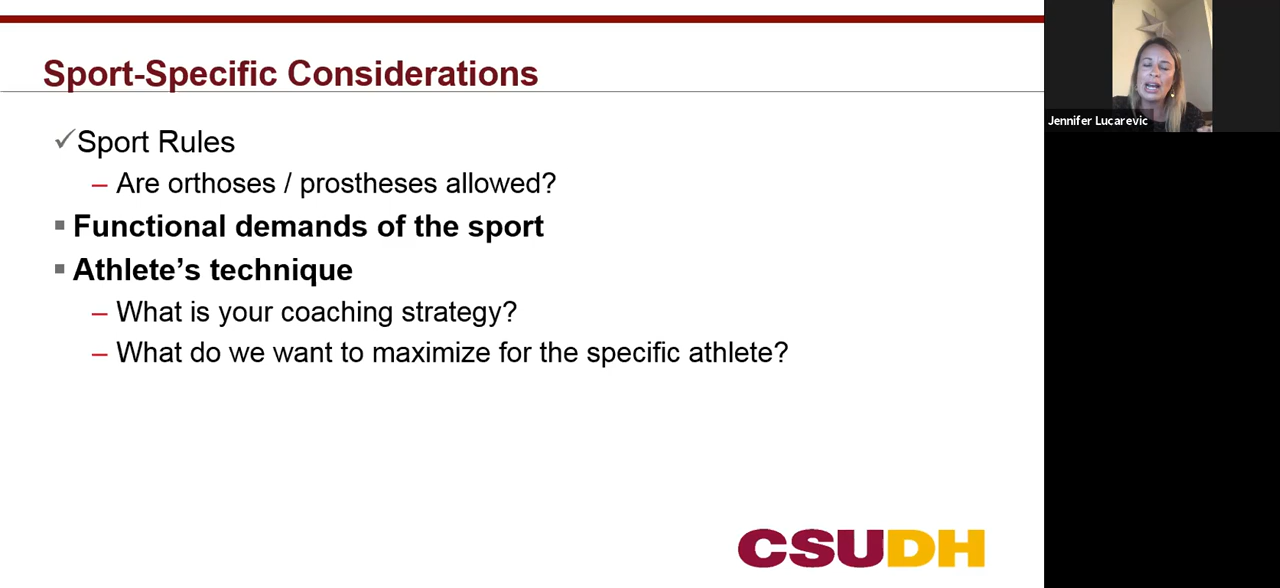 Sport-Specific Considerations
✓Sport Rules
– Are orthoses / prostheses allowed?
▪ Functional demands of the sport
▪ Athlete’s technique
– What is your coaching strategy?
– What do we want to maximize for the specific athlete?
CSUDH
Jennifer Lucarevic